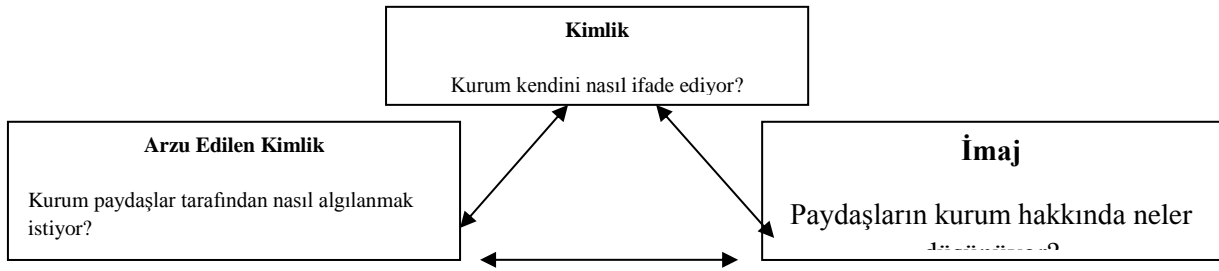 Kimlik
Kurum kendini nasıl ifade ediyor?
Arzu Edilen Kimlik
Kurum paydaşlar tarafından nasıl algılanmak
istiyor?
İmaj
Paydaşların kurum hakkında neler